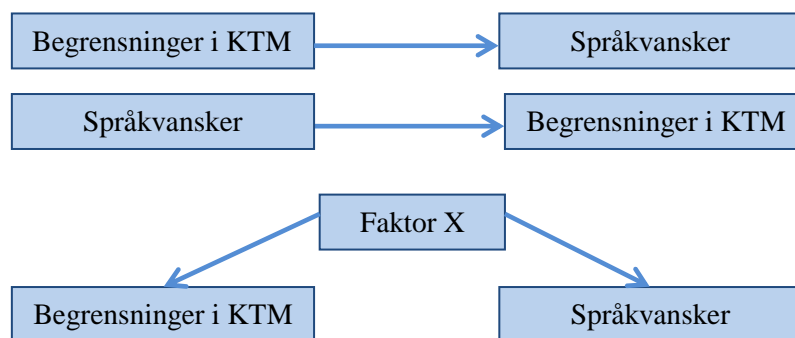 Begrensninger i KTM
Språkvansker
Språkvansker
Begrensninger i KTM
Faktor X
Begrensninger i KTM
Språkvansker